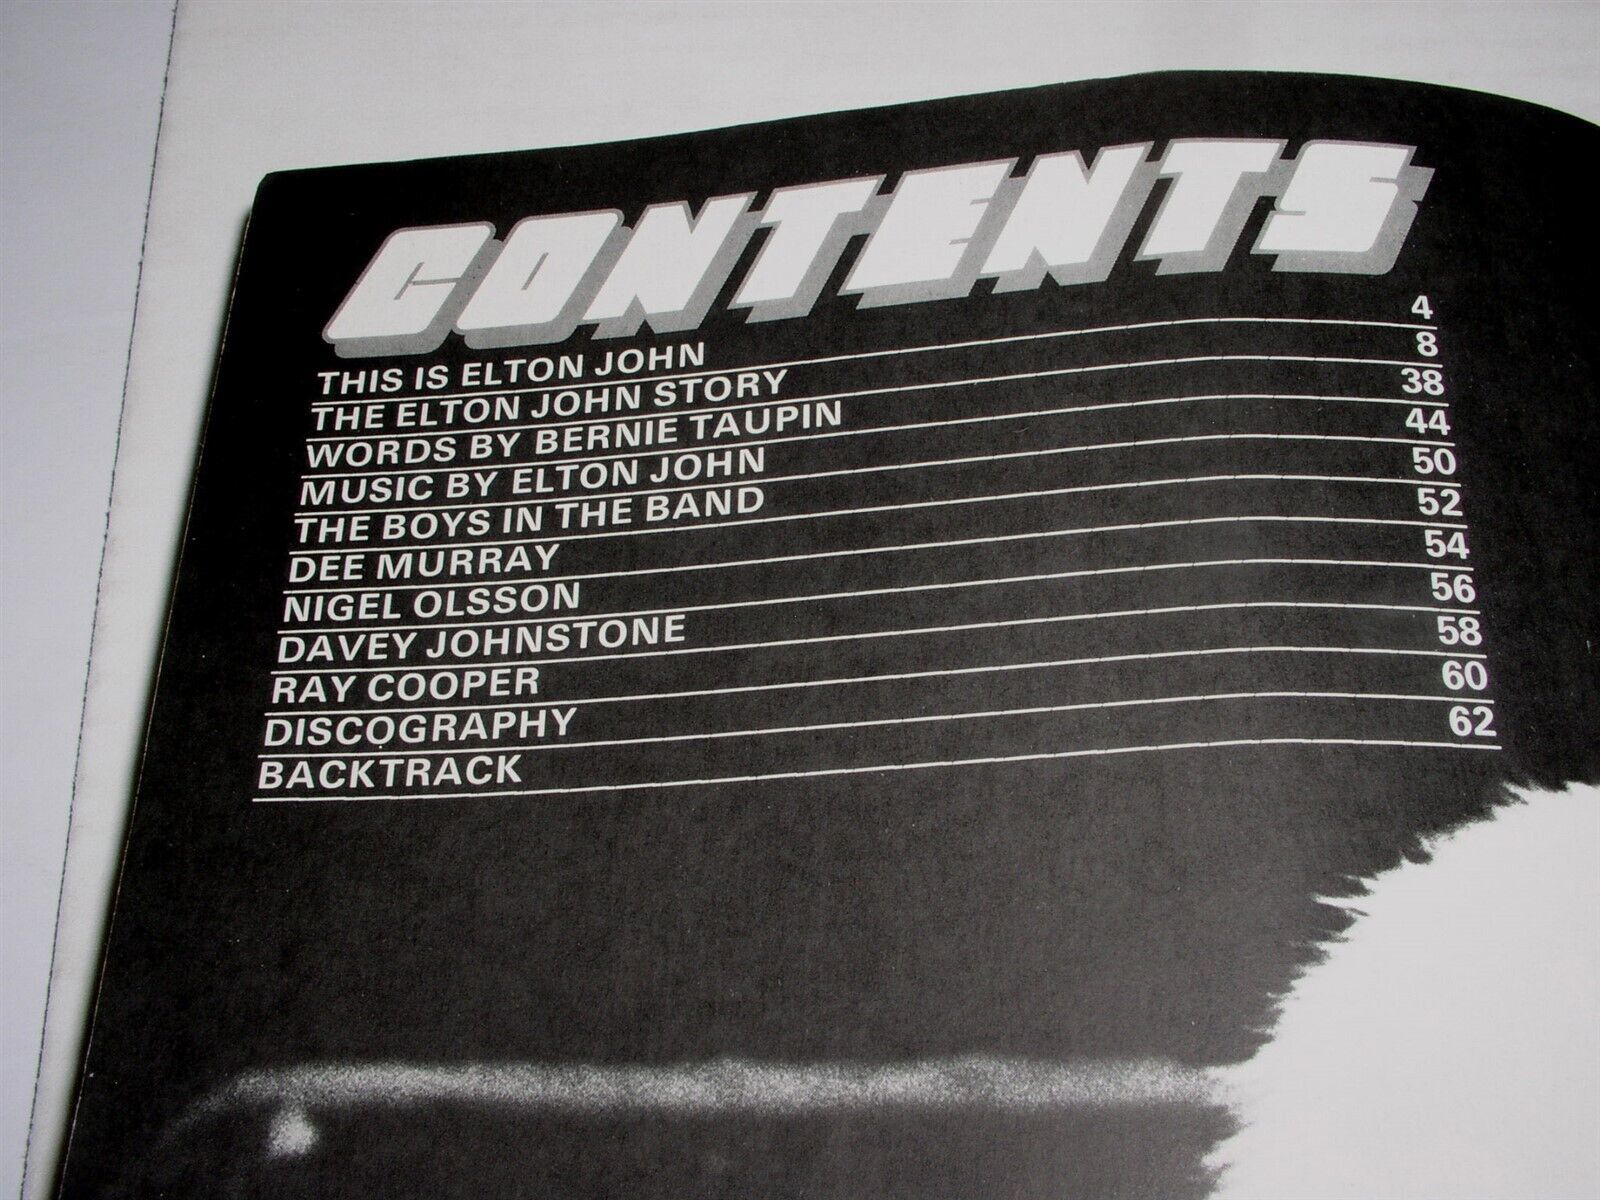 CONTENTS
THIS IS ELTON JOHN 4
THE ELTON JOHN STORY 8
WORDS BY BERNIE TAUPIN 38
MUSIC BY ELTON JOHN 44
THE BOYS IN THE BAND 50
DEE MURRAY 52
NIGEL OLSSON 54
DAVEY JOHNSTONE 56
RAY COOPER 58
DISCOGRAPHY 60
BACKTRACK 62